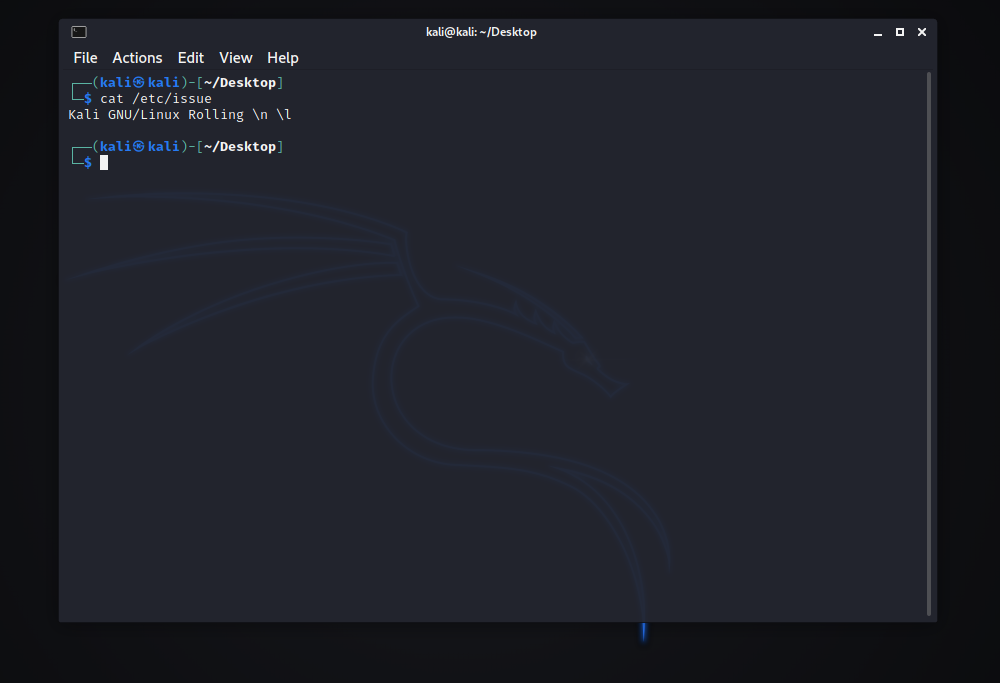 kali@kali: ~/Desktop
File Actions Edit View Help
┌──(kali㉿kali)-[~/Desktop]
└─$ cat /etc/issue
Kali GNU/Linux Rolling \n \l
┌──(kali㉿kali)-[~/Desktop]
└─$